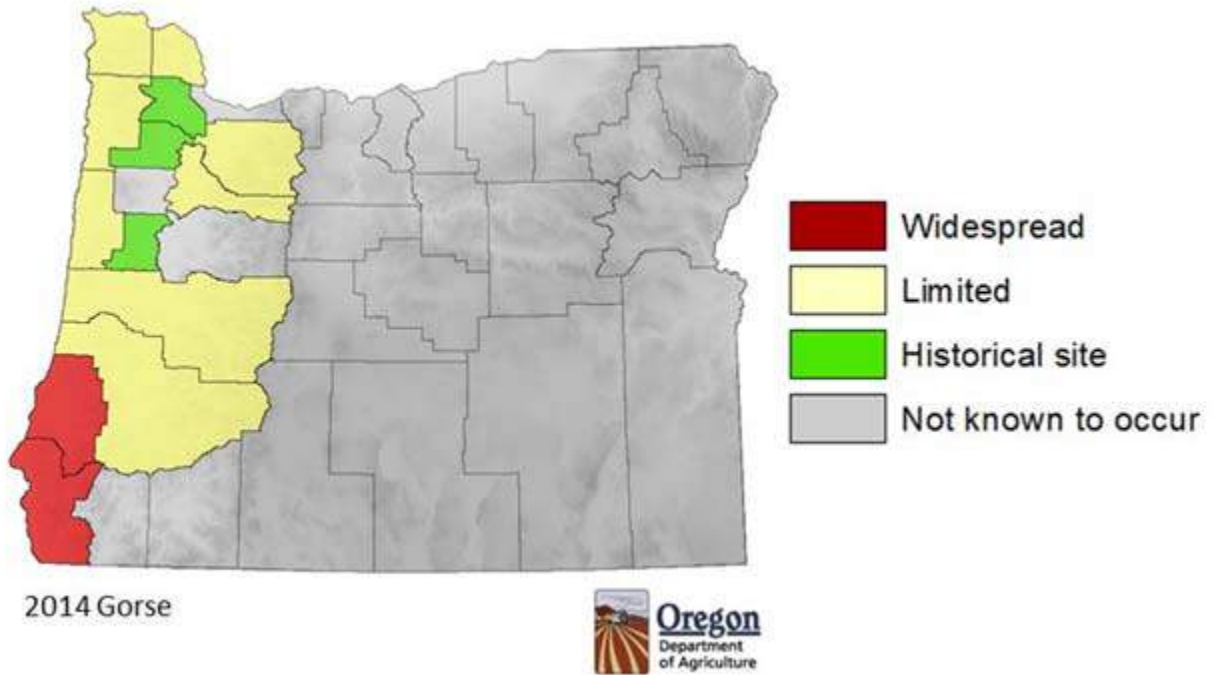 Widespread
Limited
Historical site
Not known to occur
2014 Gorse
Oregon
Department
of Agriculture